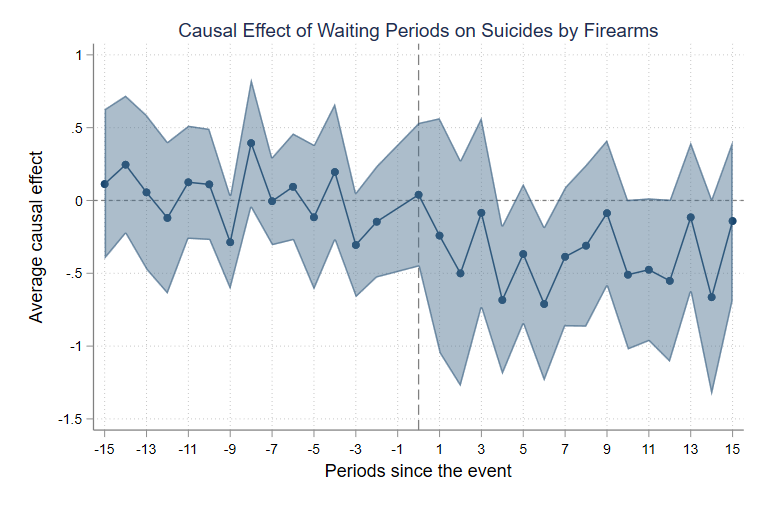 Causal Effect of Waiting Periods on Suicides by Firearms
Average causal effect
1
.5
0
-.5
-1
-1.5
-15 -13 -11 -9 -7 -5 -3 -1 1 3 5 7 9 11 13 15
Periods since the event